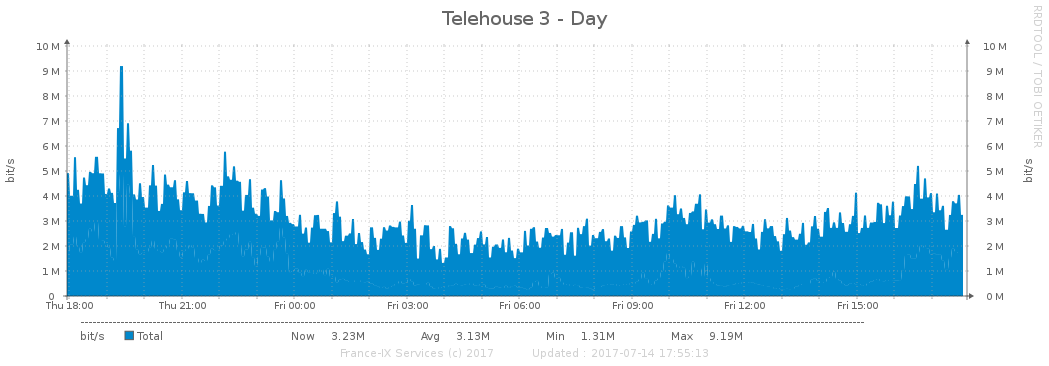 Telehouse 3 - Day
RRDTOOL / TOBI OETIKER
bit/s
10 M
9 M
8 M
7 M
6 M
5 M
4 M
3 M
2 M
1 M
0
10 M
9 M
8 M
7 M
6 M
5 M
4 M
3 M
2 M
1 M
0 M
bit/s
Thu 18:00 Thu 21:00 Fri 00:00 Fri 03:00 Fri 06:00 Fri 09:00 Fri 12:00 Fri 15:00
bit/s Total Now 3.23M Avg 3.13M Min 1.31M Max 9.19M
France-IX Services (c) 2017 Updated : 2017-07-14 17:55:13